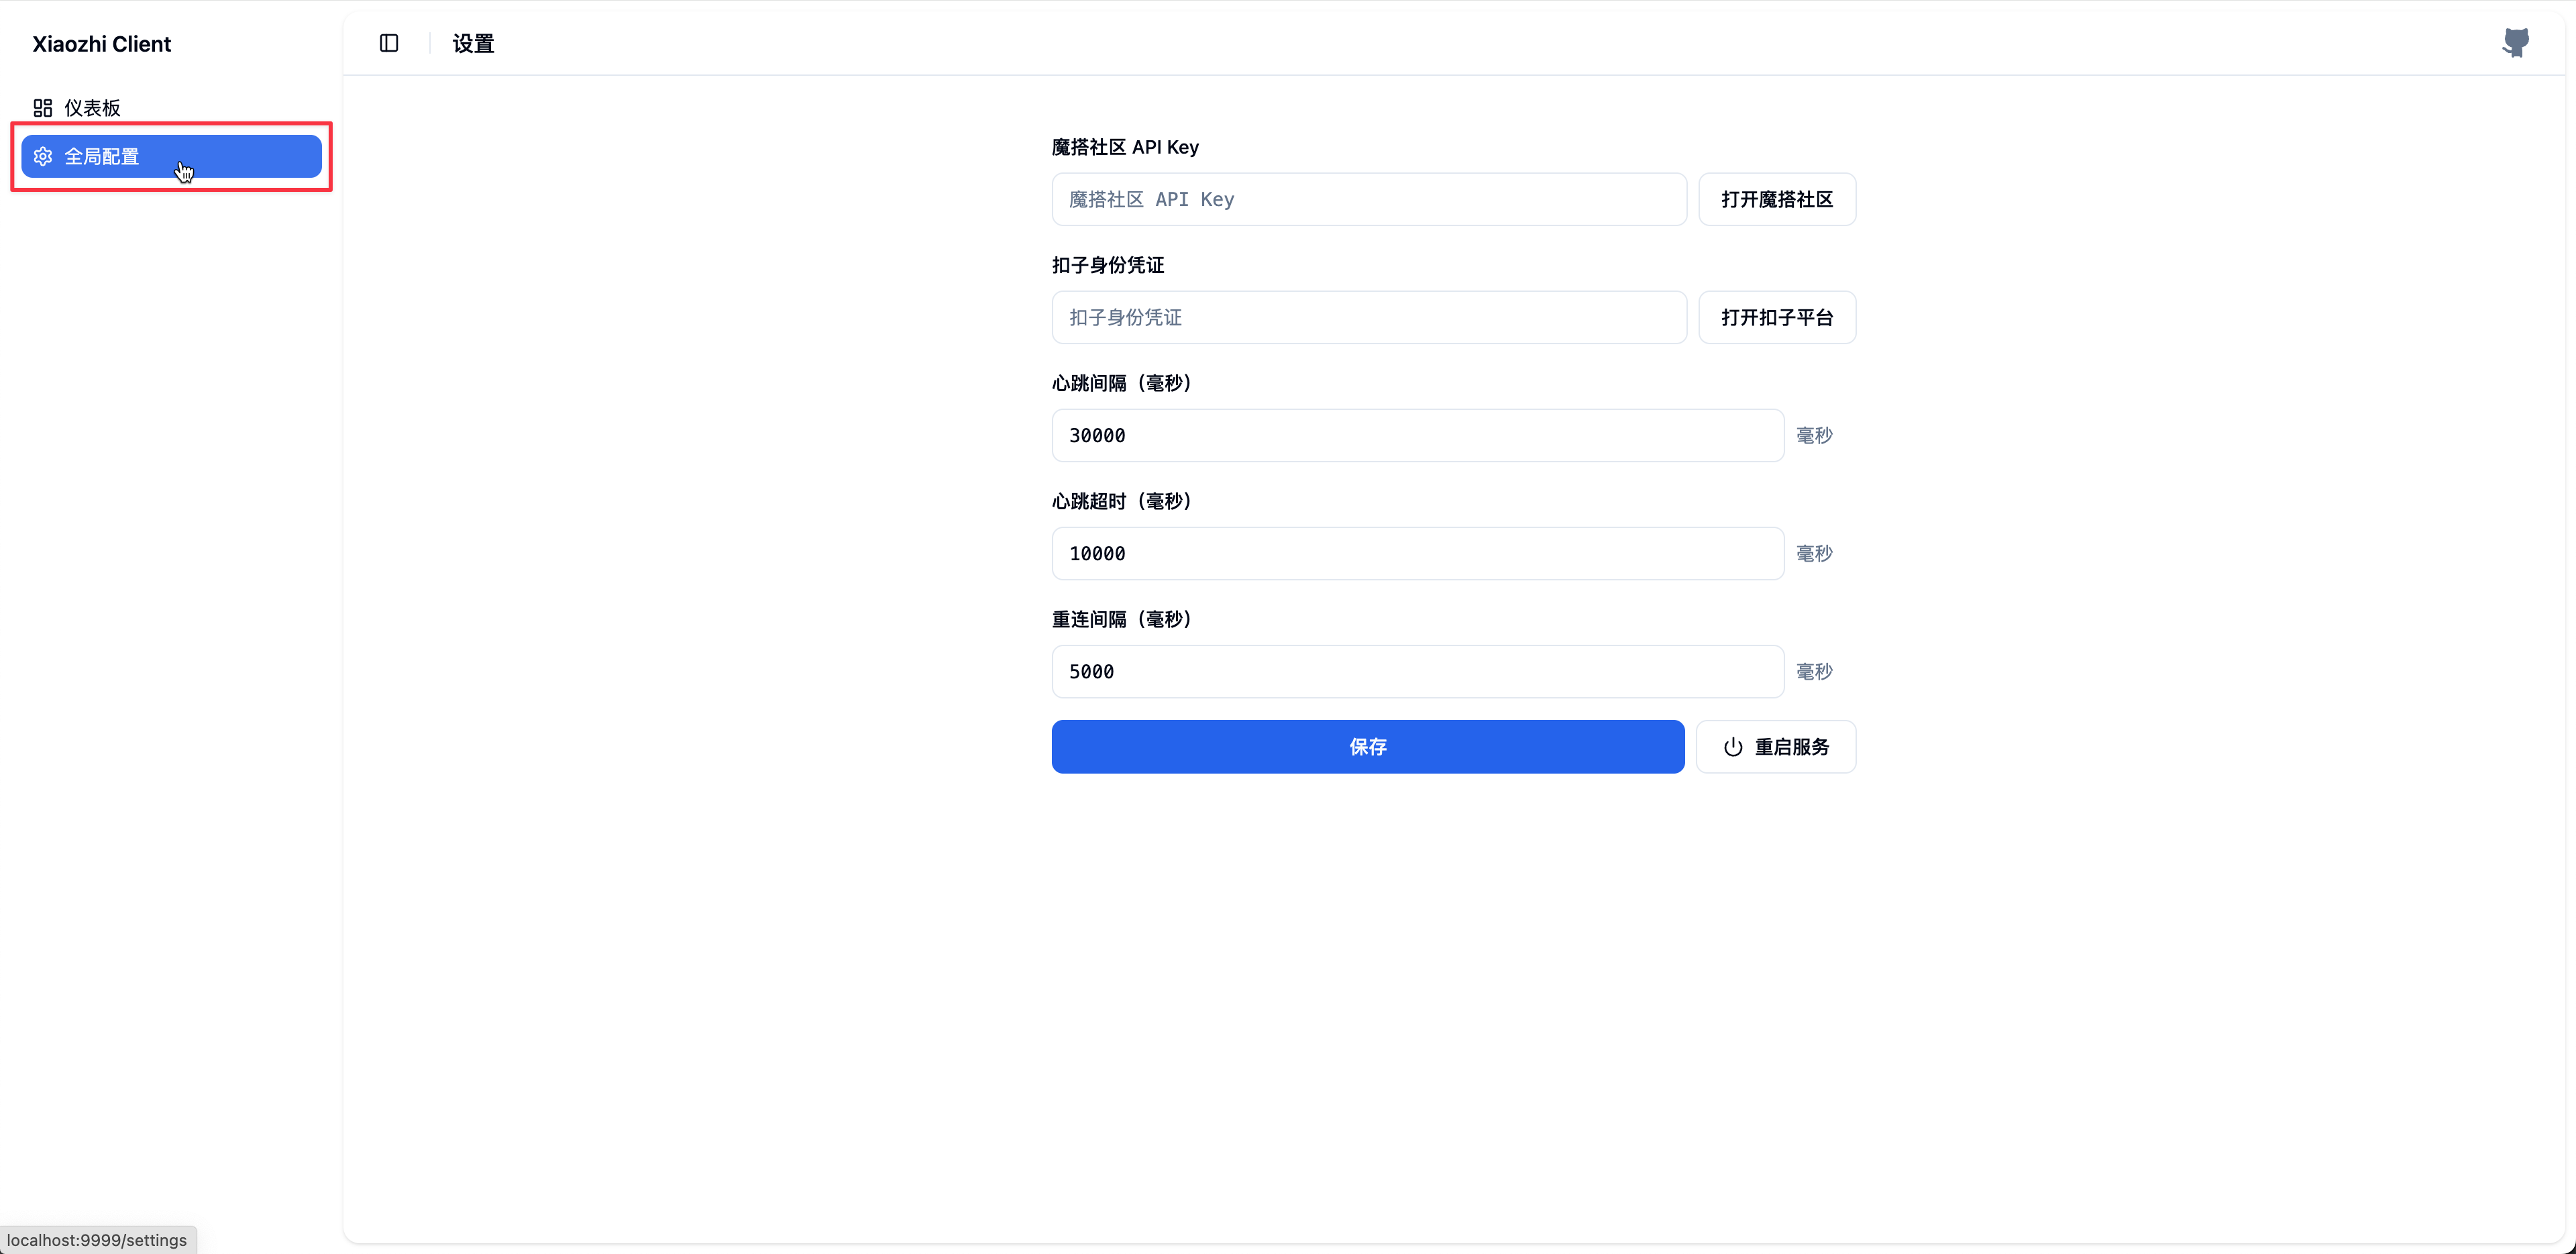 Xiaozhi Client
仪表板
全局配置
设置
魔搭社区 API Key
魔搭社区 API Key
打开魔搭社区
扣子身份凭证
扣子身份凭证
打开扣子平台
心跳间隔（毫秒）
30000
毫秒
心跳超时（毫秒）
10000
毫秒
重连间隔（毫秒）
5000
毫秒
保存
重启服务
localhost:9999/settings